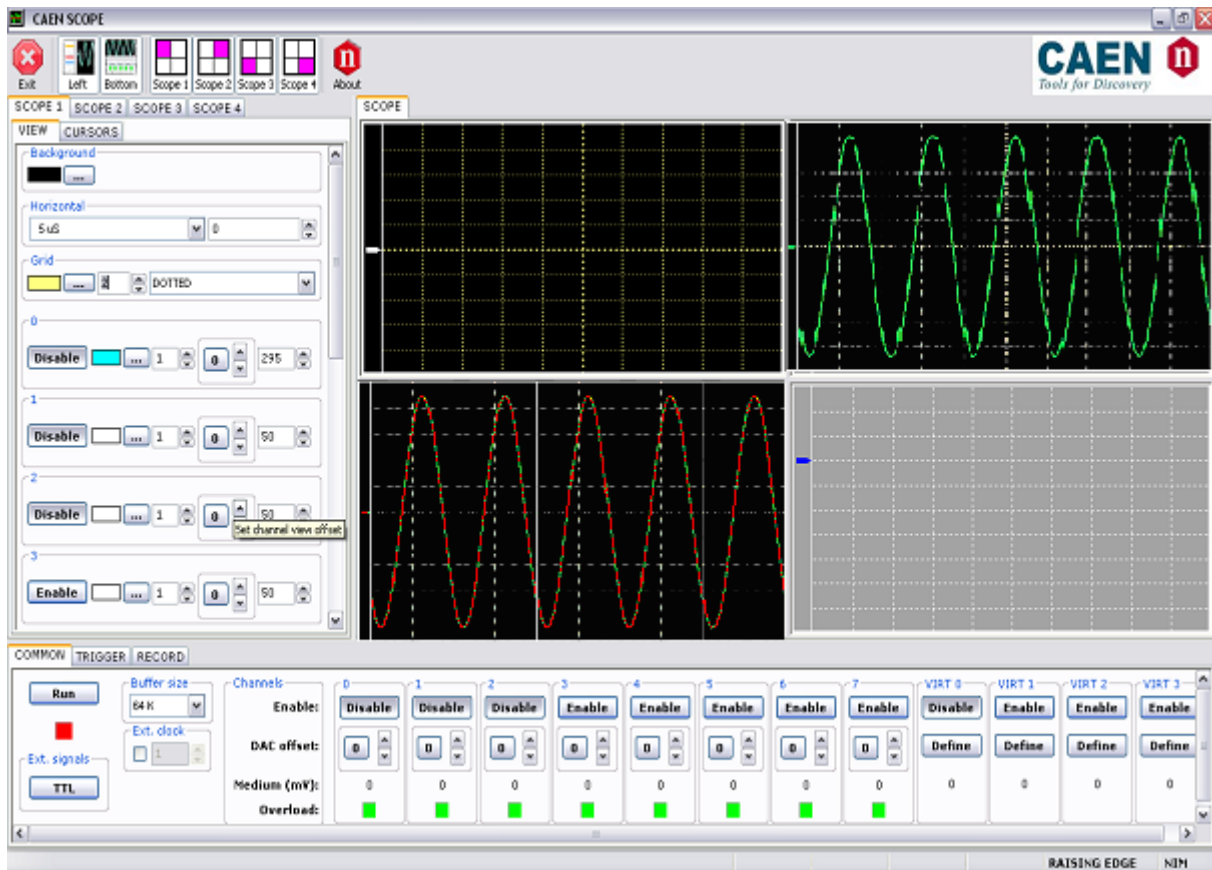 CAEN SCOPE
Exit Left Bottom Scope 1 Scope 2 Scope 3 Scope 4 About
CAEN n
Tools for Discovery
SCOPE 1 SCOPE 2 SCOPE 3 SCOPE 4
SCOPE
VIEW CURSORS
Background
...
Horizontal
5 uS 0
Grid
... DOTTED
0
Disable ... 1 0 295
1
Disable ... 1 0 50
2
Disable ... 1 0 50
Set channel view offset
3
Enable ... 1 0 50
COMMON TRIGGER RECORD
Run
Buffer size
64 K
Ext. clock
1
Ext. signals
TTL
Channels 0 1 2 3 4 5 6 7 VIRT 0 VIRT 1 VIRT 2 VIRT 3
Enable: Disable Disable Disable Enable Enable Enable Enable Enable Disable Enable Enable Enable
DAC offset: 0 0 0 0 0 0 0 0 Define Define Define Define
Medium (mV): 0 0 0 0 0 0 0 0 0 0 0 0
Overload:
RAISING EDGE NIM